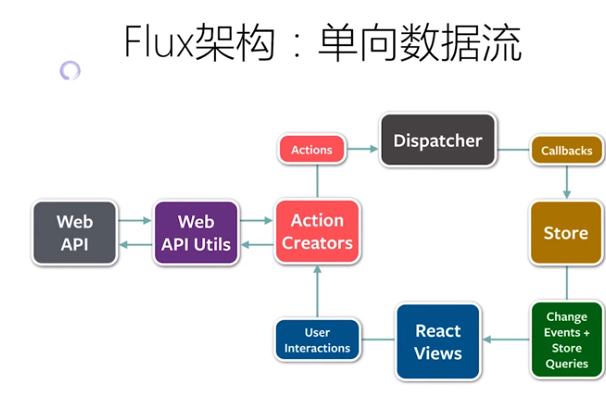 Flux架构：单向数据流
Actions
Dispatcher
Callbacks
Web
API
Web
API Utils
Action
Creators
Store
User
Interactions
React
Views
Change
Events +
Store
Queries